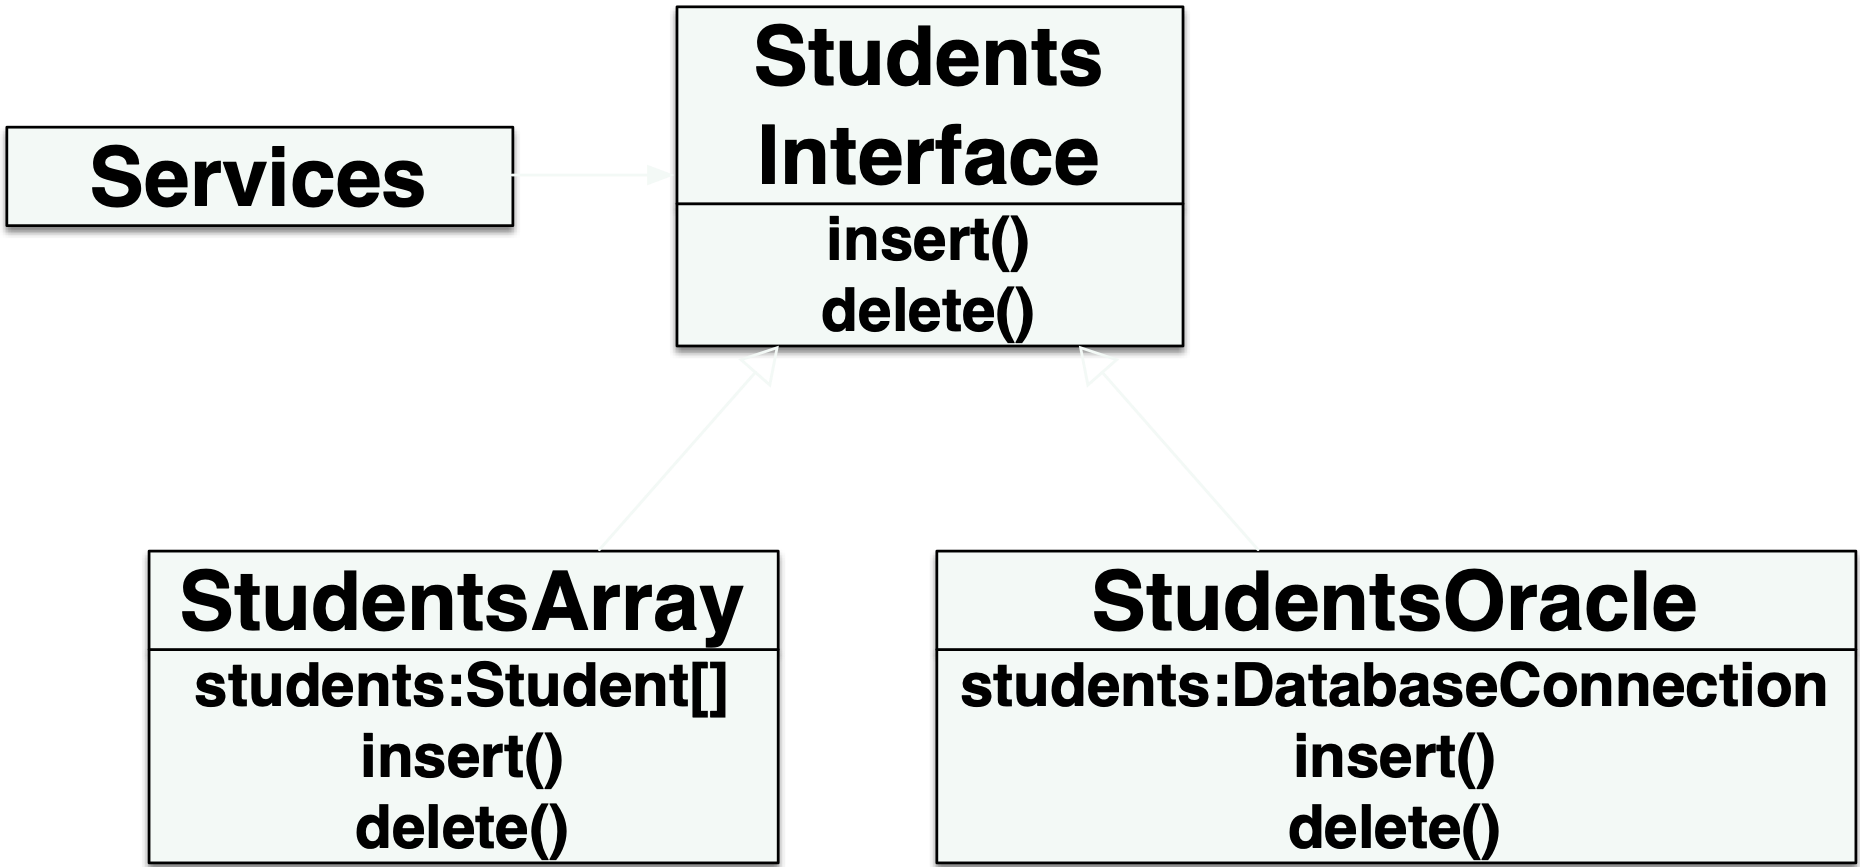 Services
Students
Interface
insert()
delete()
StudentsArray
students:Student[]
insert()
delete()
StudentsOracle
students:DatabaseConnection
insert()
delete()